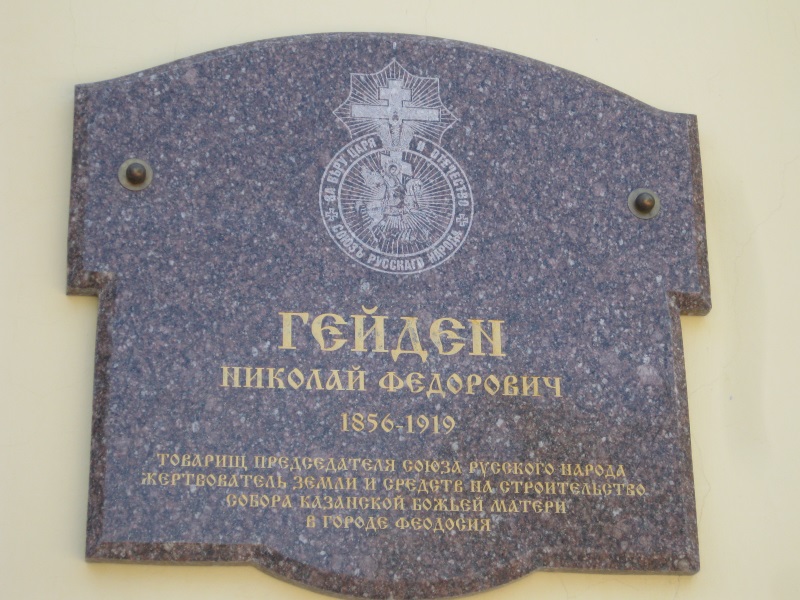 ЗА ВѢРУ ЦАРЯ И ОТЕЧЕСТВО
СОЮЗЪ РУССКАГО НАРОДА
ГЕЙДЕН
НИКОЛАЙ ФЕДОРОВИЧ
1856-1919
ТОВАРИЩ ПРЕДСЕДАТЕЛЯ СОЮЗА РУССКОГО НАРОДА
ЖЕРТВОВАТЕЛЬ ЗЕМЛИ И СРЕДСТВ НА СТРОИТЕЛЬСТВО
СОБОРА КАЗАНСКОЙ БОЖЬЕЙ МАТЕРИ
В ГОРОДЕ ФЕОДОСИЯ